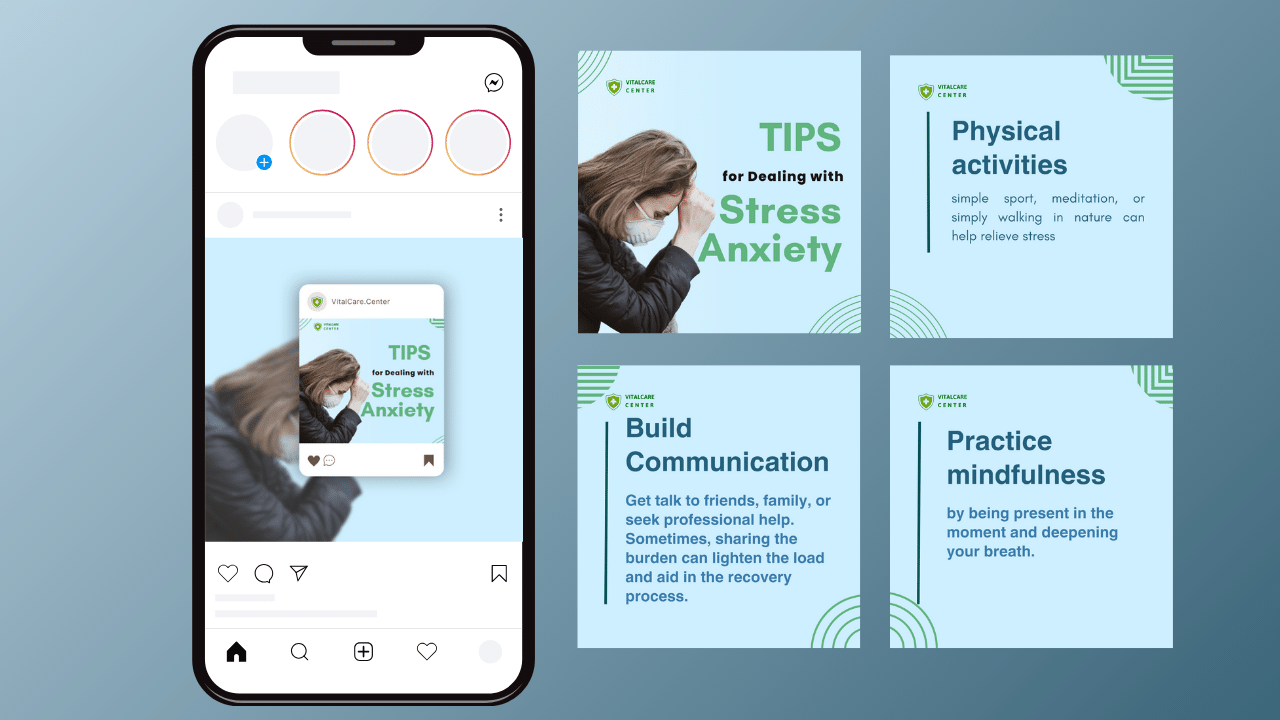 VitalCare.Center
VITALCARE
CENTER
TIPS
for Dealing with
Stress
Anxiety
VITALCARE
CENTER
TIPS
for Dealing with
Stress
Anxiety
VITALCARE
CENTER
Physical
activities
simple sport, meditation, or
simply walking in nature can
help relieve stress
VITALCARE
CENTER
Build
Communication
Get talk to friends, family, or
seek professional help.
Sometimes, sharing the
burden can lighten the load
and aid in the recovery
process.
VITALCARE
CENTER
Practice
mindfulness
by being present in the
moment and deepening
your breath.